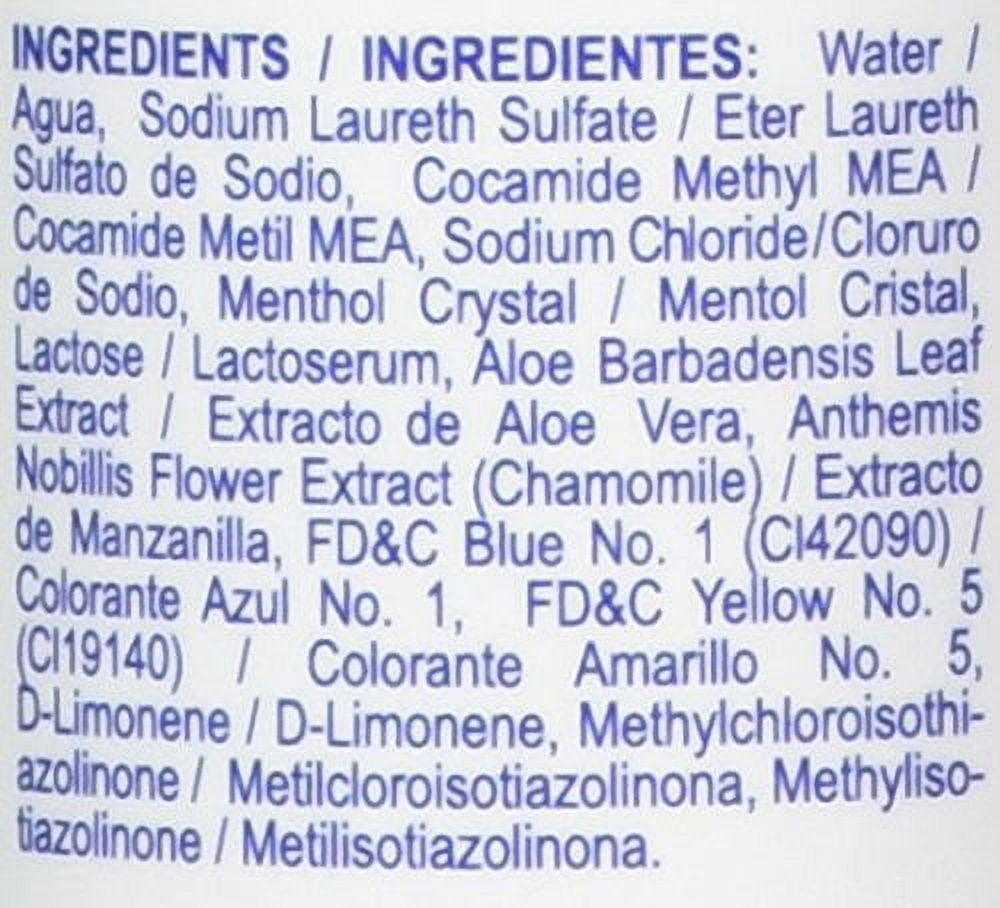 INGREDIENTS / INGREDIENTES: Water /
Agua, Sodium Laureth Sulfate / Eter Laureth
Sulfato de Sodio, Cocamide Methyl MEA /
Cocamide Metil MEA, Sodium Chloride/Cloruro
de Sodio, Menthol Crystal / Mentol Cristal,
Lactose / Lactoserum, Aloe Barbadensis Leaf
Extract / Extracto de Aloe Vera, Anthemis
Nobillis Flower Extract (Chamomile) / Extracto
de Manzanilla, FD&C Blue No. 1 (CI42090) /
Colorante Azul No. 1, FD&C Yellow No. 5
(CI19140) / Colorante Amarillo No. 5,
D-Limonene / D-Limonene, Methylchloroisothi-
azolinone / Metilcloroisotiazolinona, Methyliso-
tiazolinone / Metilisotiazolinona.